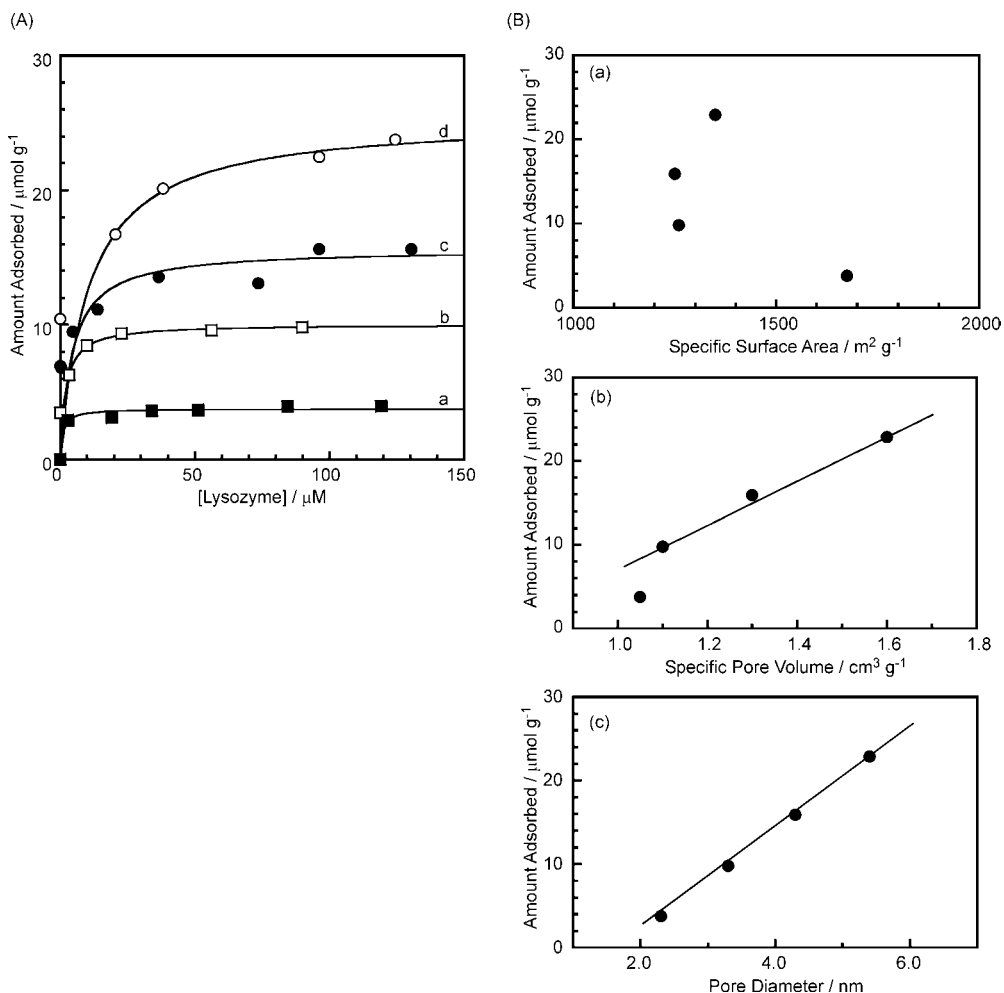 (A)
30
20
10
0
Amount Adsorbed / μmol g⁻¹
d
c
b
a
0
50
100
150
[Lysozyme] / μM
(B)
(a)
30
20
10
0
Amount Adsorbed / μmol g⁻¹
1000
1500
2000
Specific Surface Area / m² g⁻¹
(b)
30
20
10
0
Amount Adsorbed / μmol g⁻¹
1.0
1.2
1.4
1.6
1.8
Specific Pore Volume / cm³ g⁻¹
(c)
30
20
10
0
Amount Adsorbed / μmol g⁻¹
2.0
4.0
6.0
Pore Diameter / nm